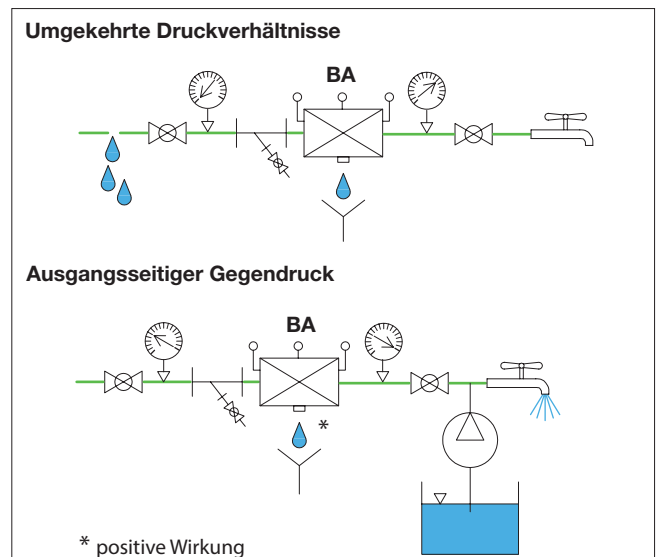 Umgekehrte Druckverhältnisse
BA
Ausgangsseitiger Gegendruck
BA
*
* positive Wirkung